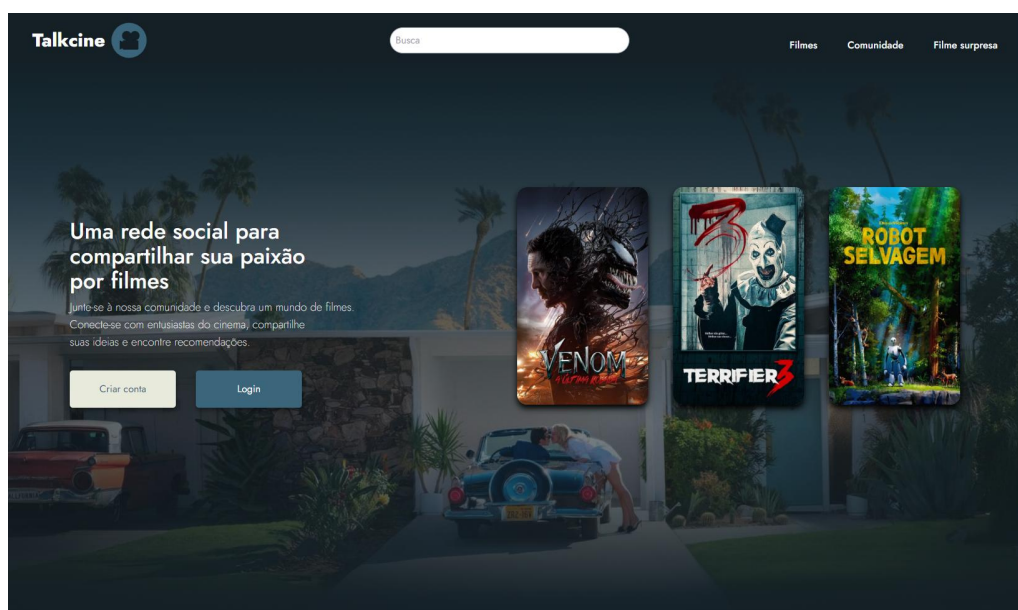 Talkcine
Busca
Filmes
Comunidade
Filme surpresa
Uma rede social para
compartilhar sua paixão
por filmes
Junte-se à nossa comunidade e descubra um mundo de filmes.
Conecte-se com entusiastas do cinema, compartilhe
suas ideias e encontre recomendações.
Criar conta
Login
VENOM
3
TERRIFIER 3
ROBOT
SELVAGEM